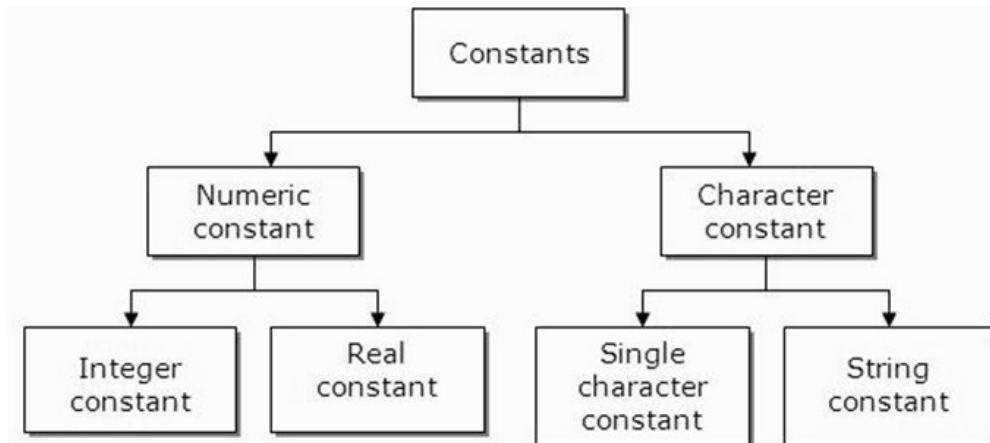 Constants
Numeric
constant
Character
constant
Integer
constant
Real
constant
Single
character
constant
String
constant